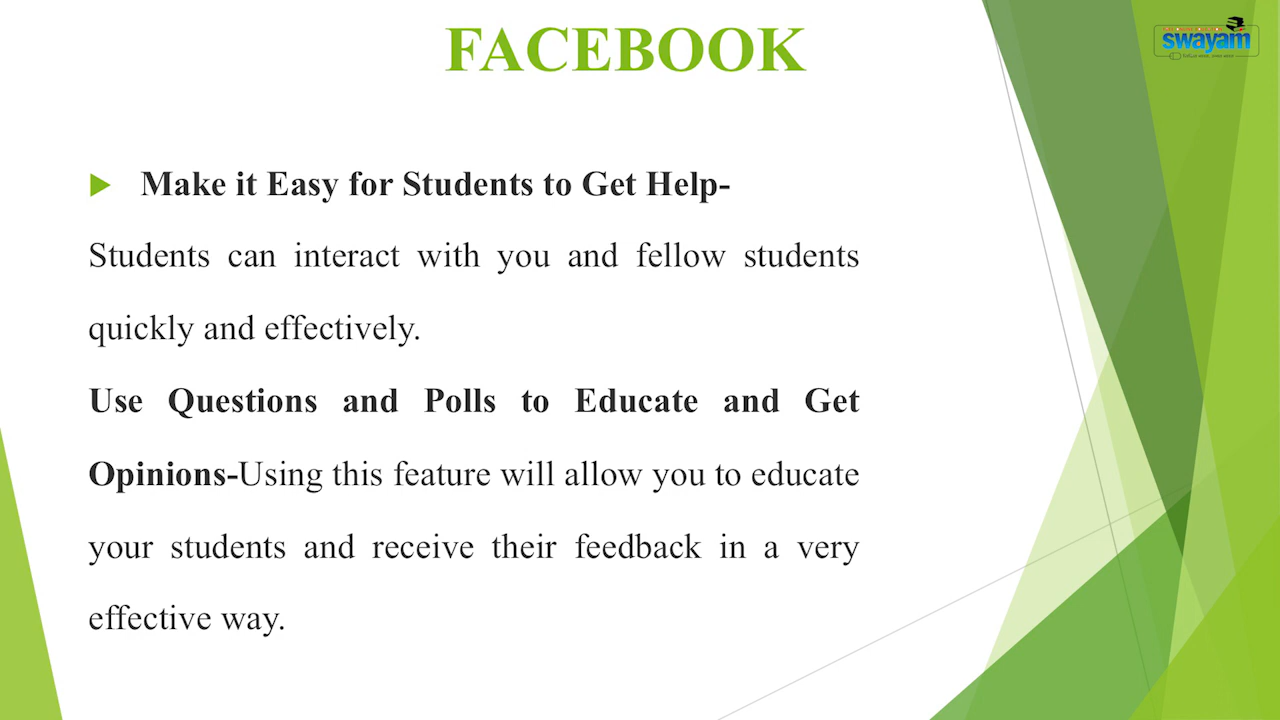 FACEBOOK
swayam
Make it Easy for Students to Get Help-
Students can interact with you and fellow students
quickly and effectively.
Use Questions and Polls to Educate and Get
Opinions-Using this feature will allow you to educate
your students and receive their feedback in a very
effective way.